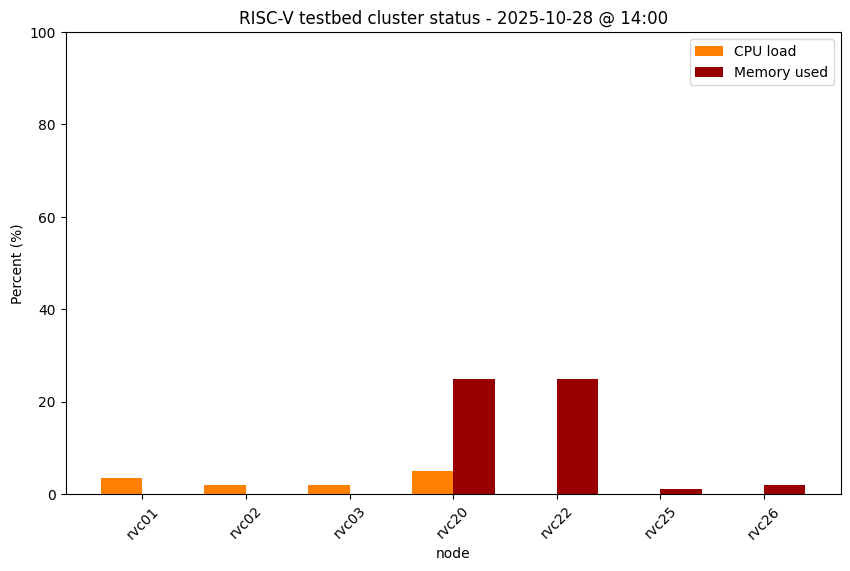 RISC-V testbed cluster status - 2025-10-28 @ 14:00
CPU load
Memory used
Percent (%)
100
80
60
40
20
0
rvc01
rvc02
rvc03
rvc20
rvc22
rvc25
rvc26
node